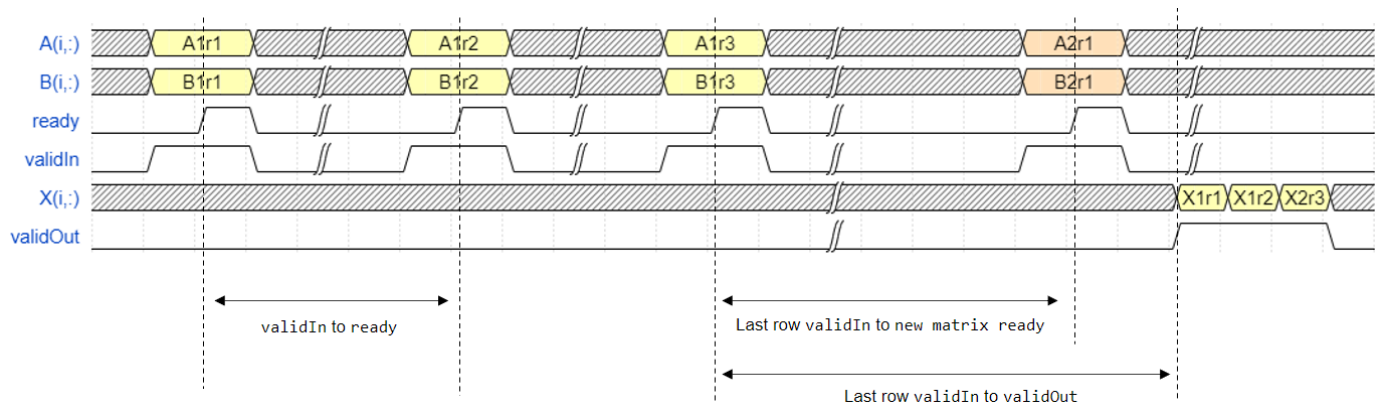 A(i,:) A1r1 A1r2 A1r3 A2r1
B(i,:) B1r1 B1r2 B1r3 B2r1
ready
validIn
X(i,:) X1r1 X1r2 X2r3
validOut
validIn to ready
Last row validIn to new matrix ready
Last row validIn to validOut